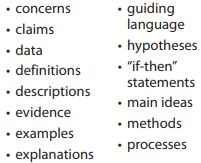 • concerns
• claims
• data
• definitions
• descriptions
• evidence
• examples
• explanations
• guiding
language
• hypotheses
• “if-then”
statements
• main ideas
• methods
• processes